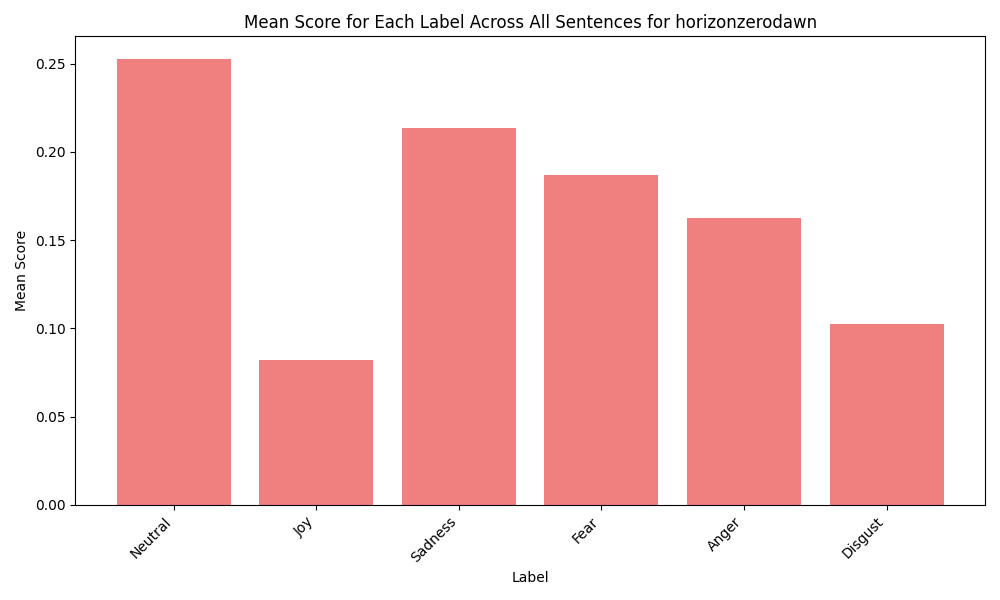 Mean Score for Each Label Across All Sentences for horizonzerodawn
Mean Score
0.25
0.20
0.15
0.10
0.05
0.00
Neutral
Joy
Sadness
Fear
Anger
Disgust
Label